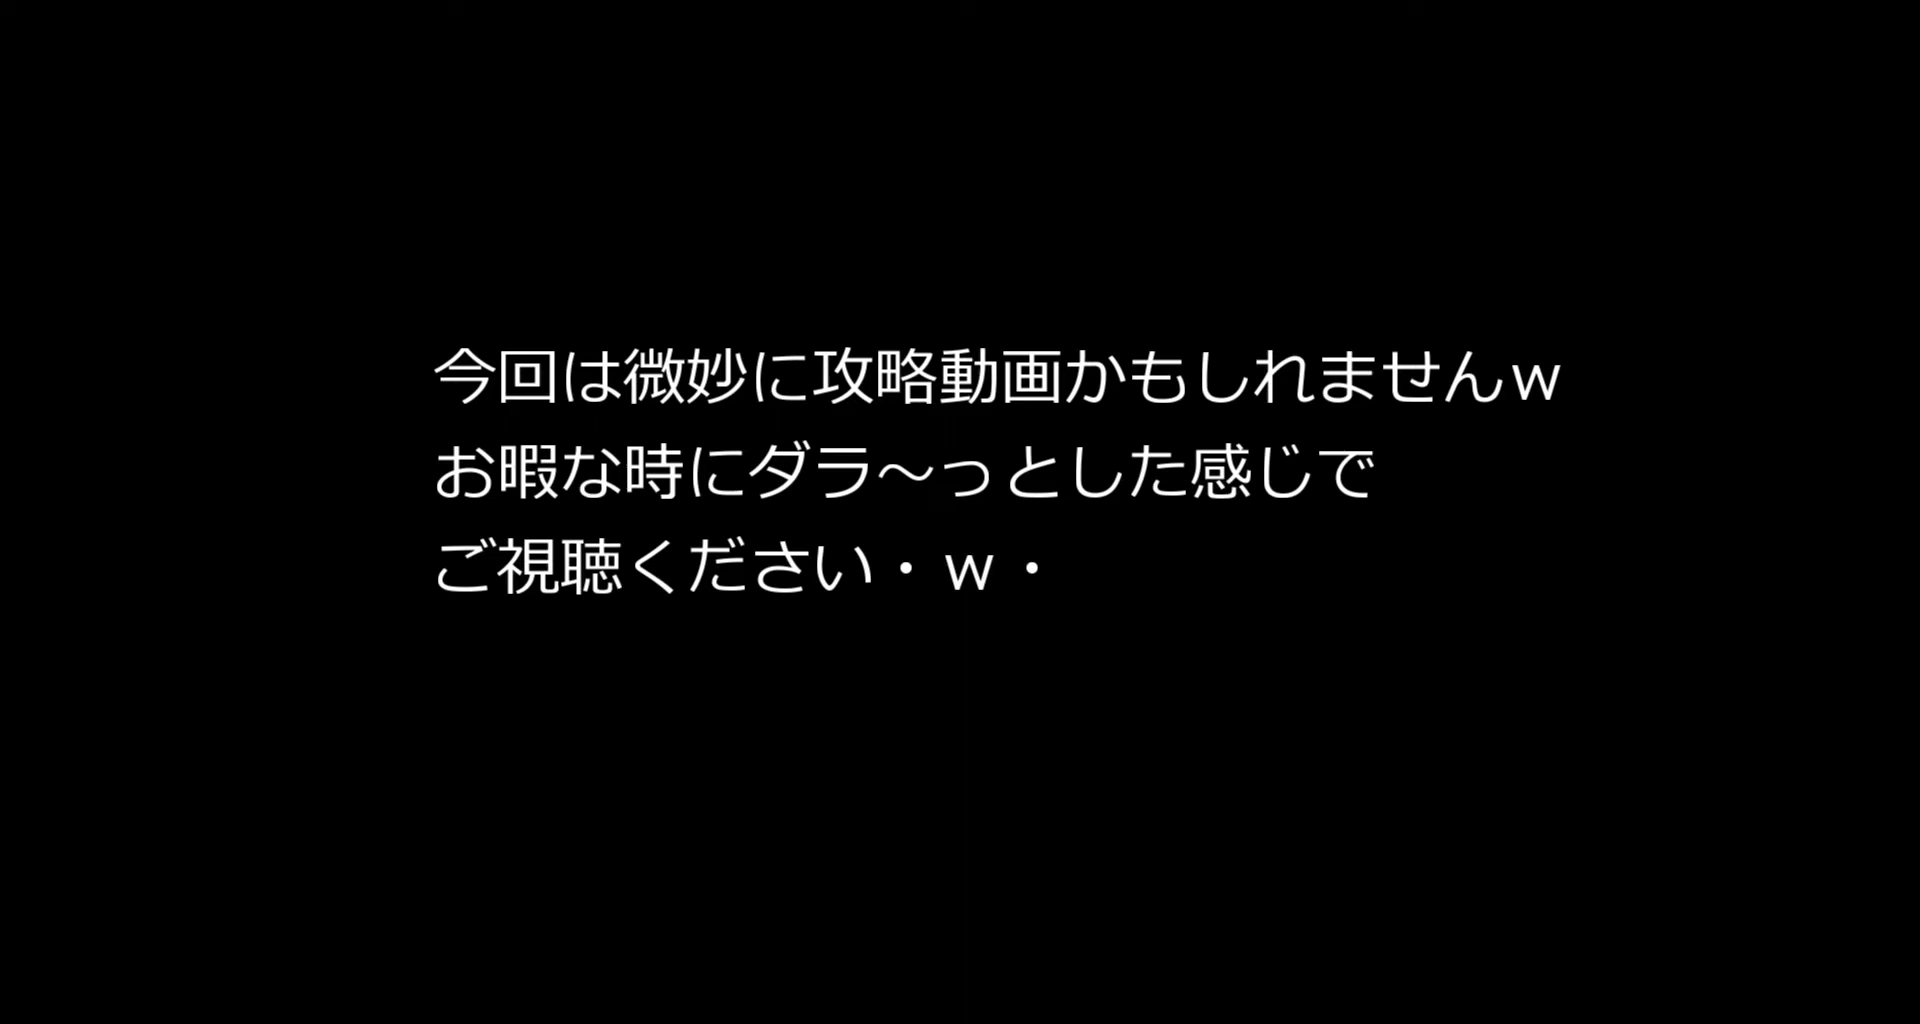 今回は微妙に攻略動画かもしれませんｗ
お暇な時にダラ～っとした感じで
ご視聴ください・ｗ・